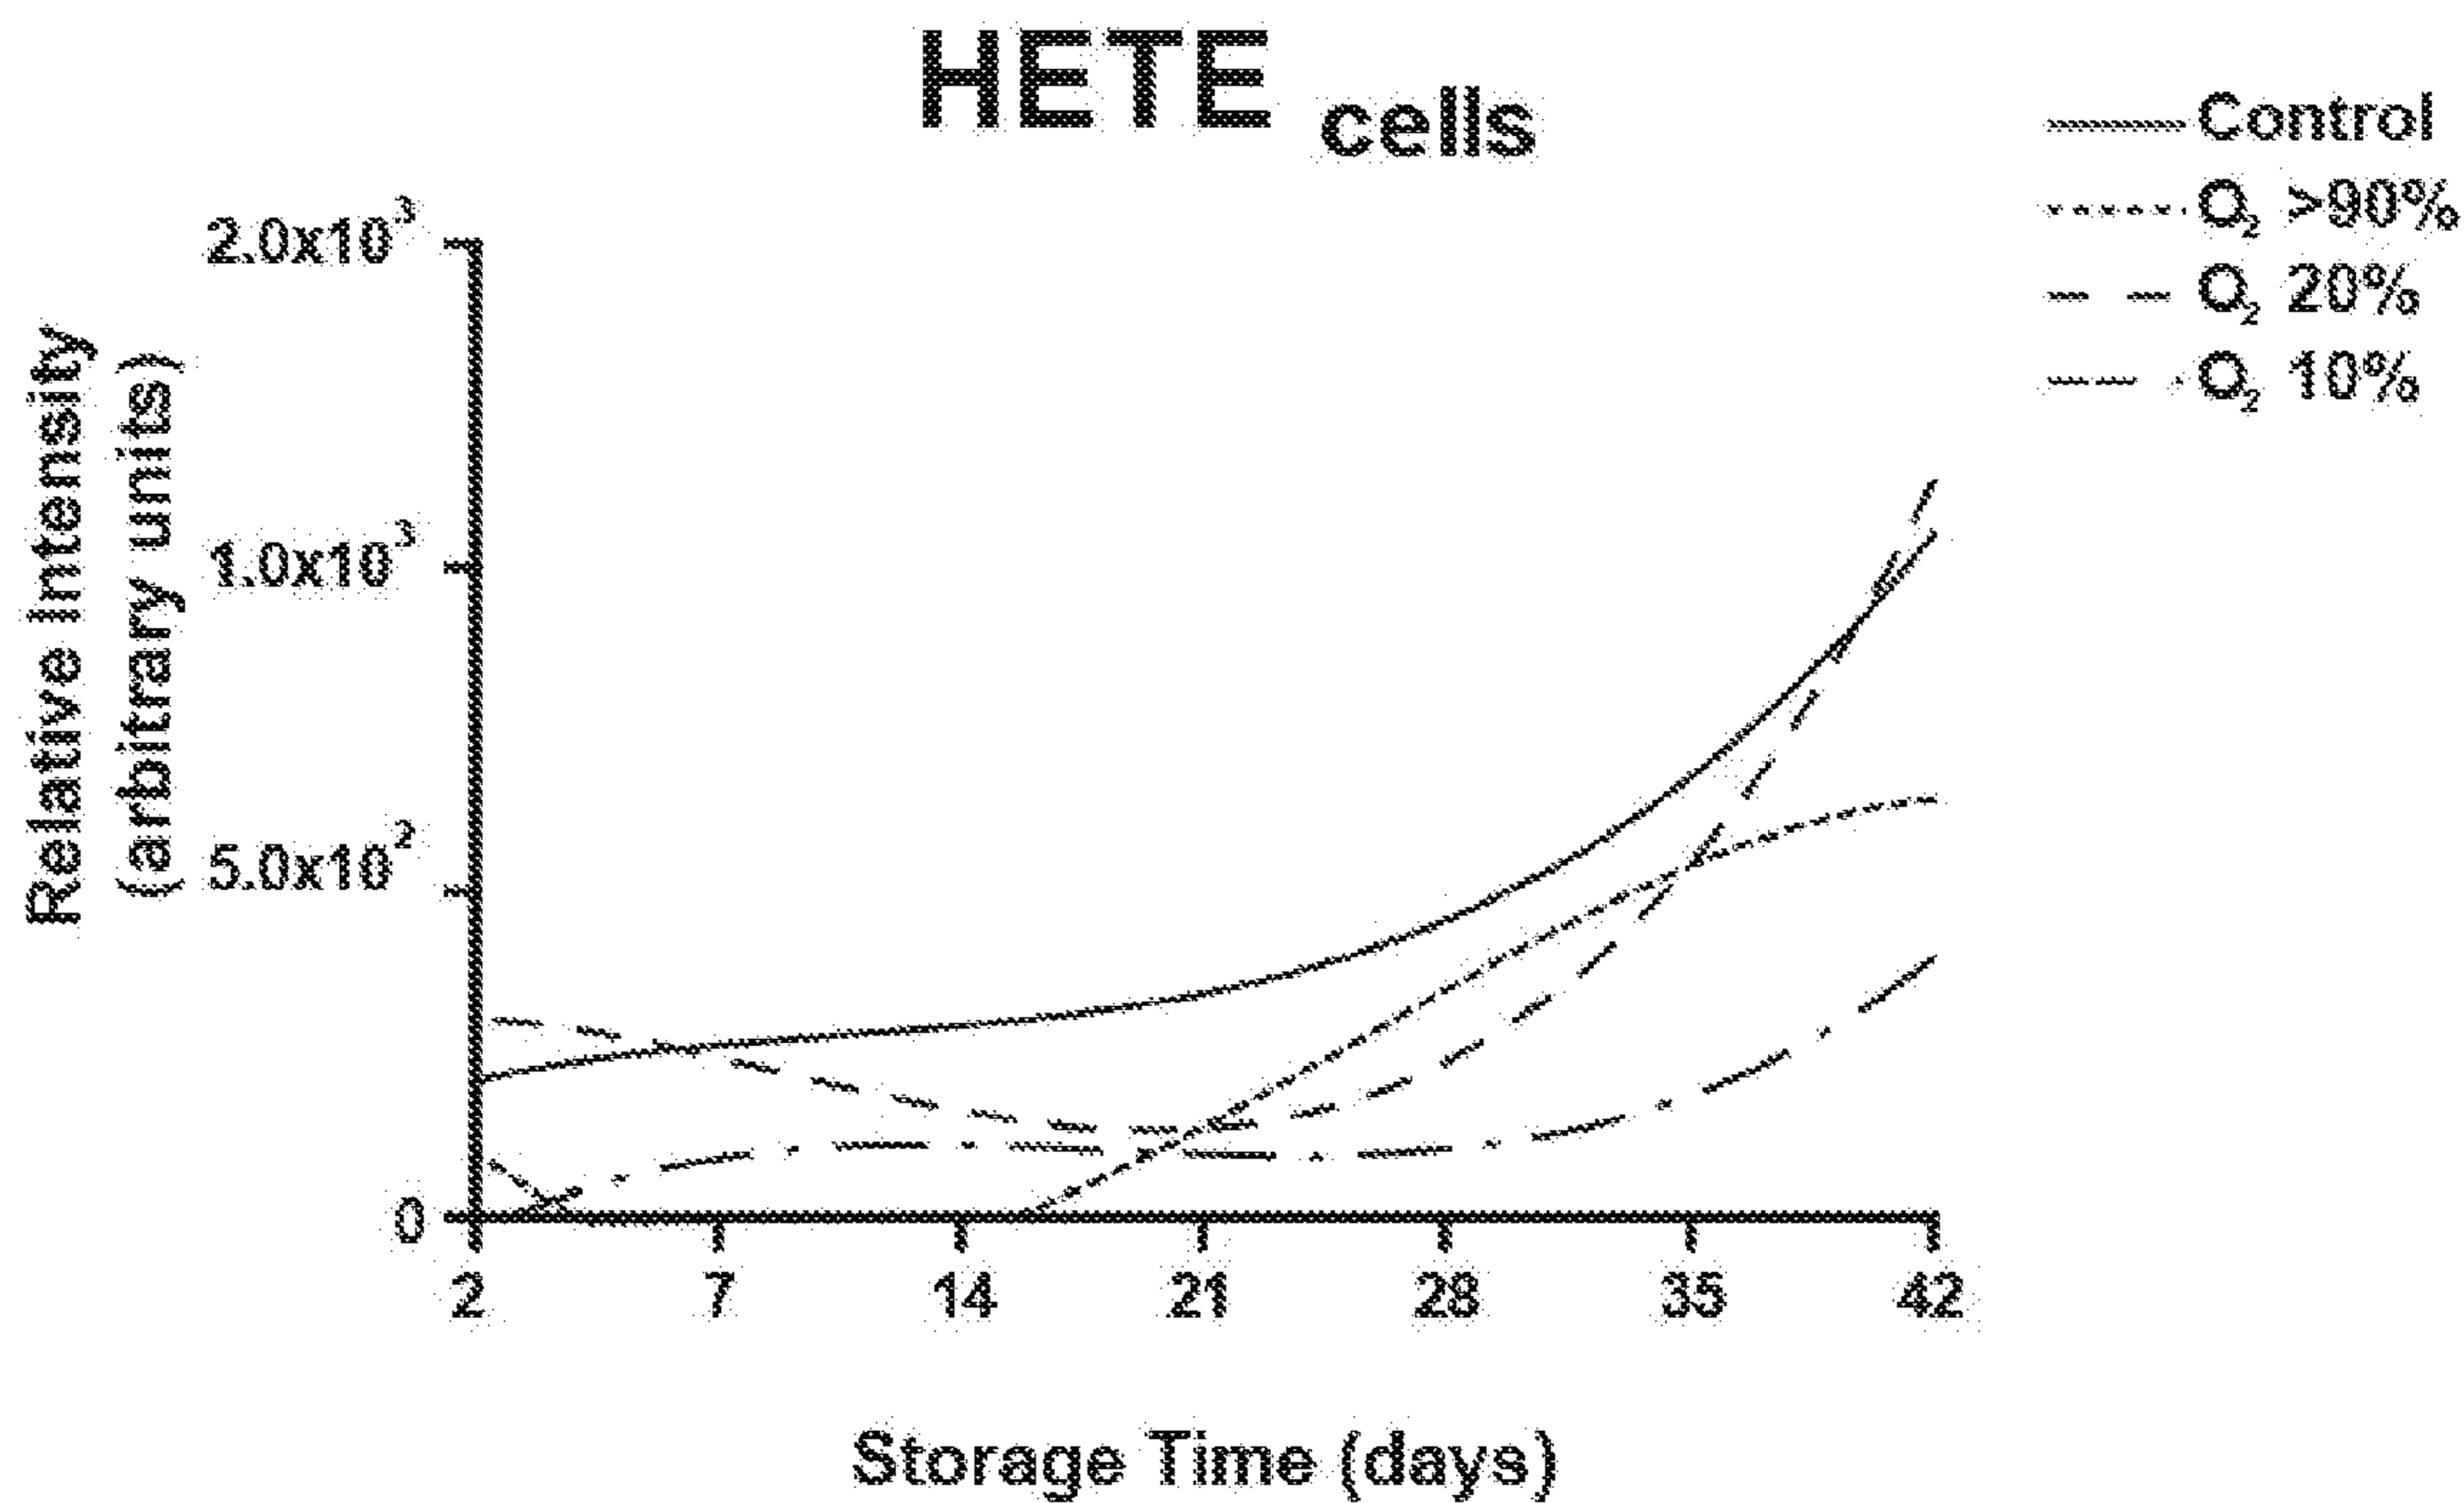 HETE cells
Control
O₂ >90%
O₂ 20%
O₂ 10%
Relative Intensity
(arbitrary units)
2.0x10³
1.0x10³
5.0x10²
0
2 7 14 21 28 35 42
Storage Time (days)